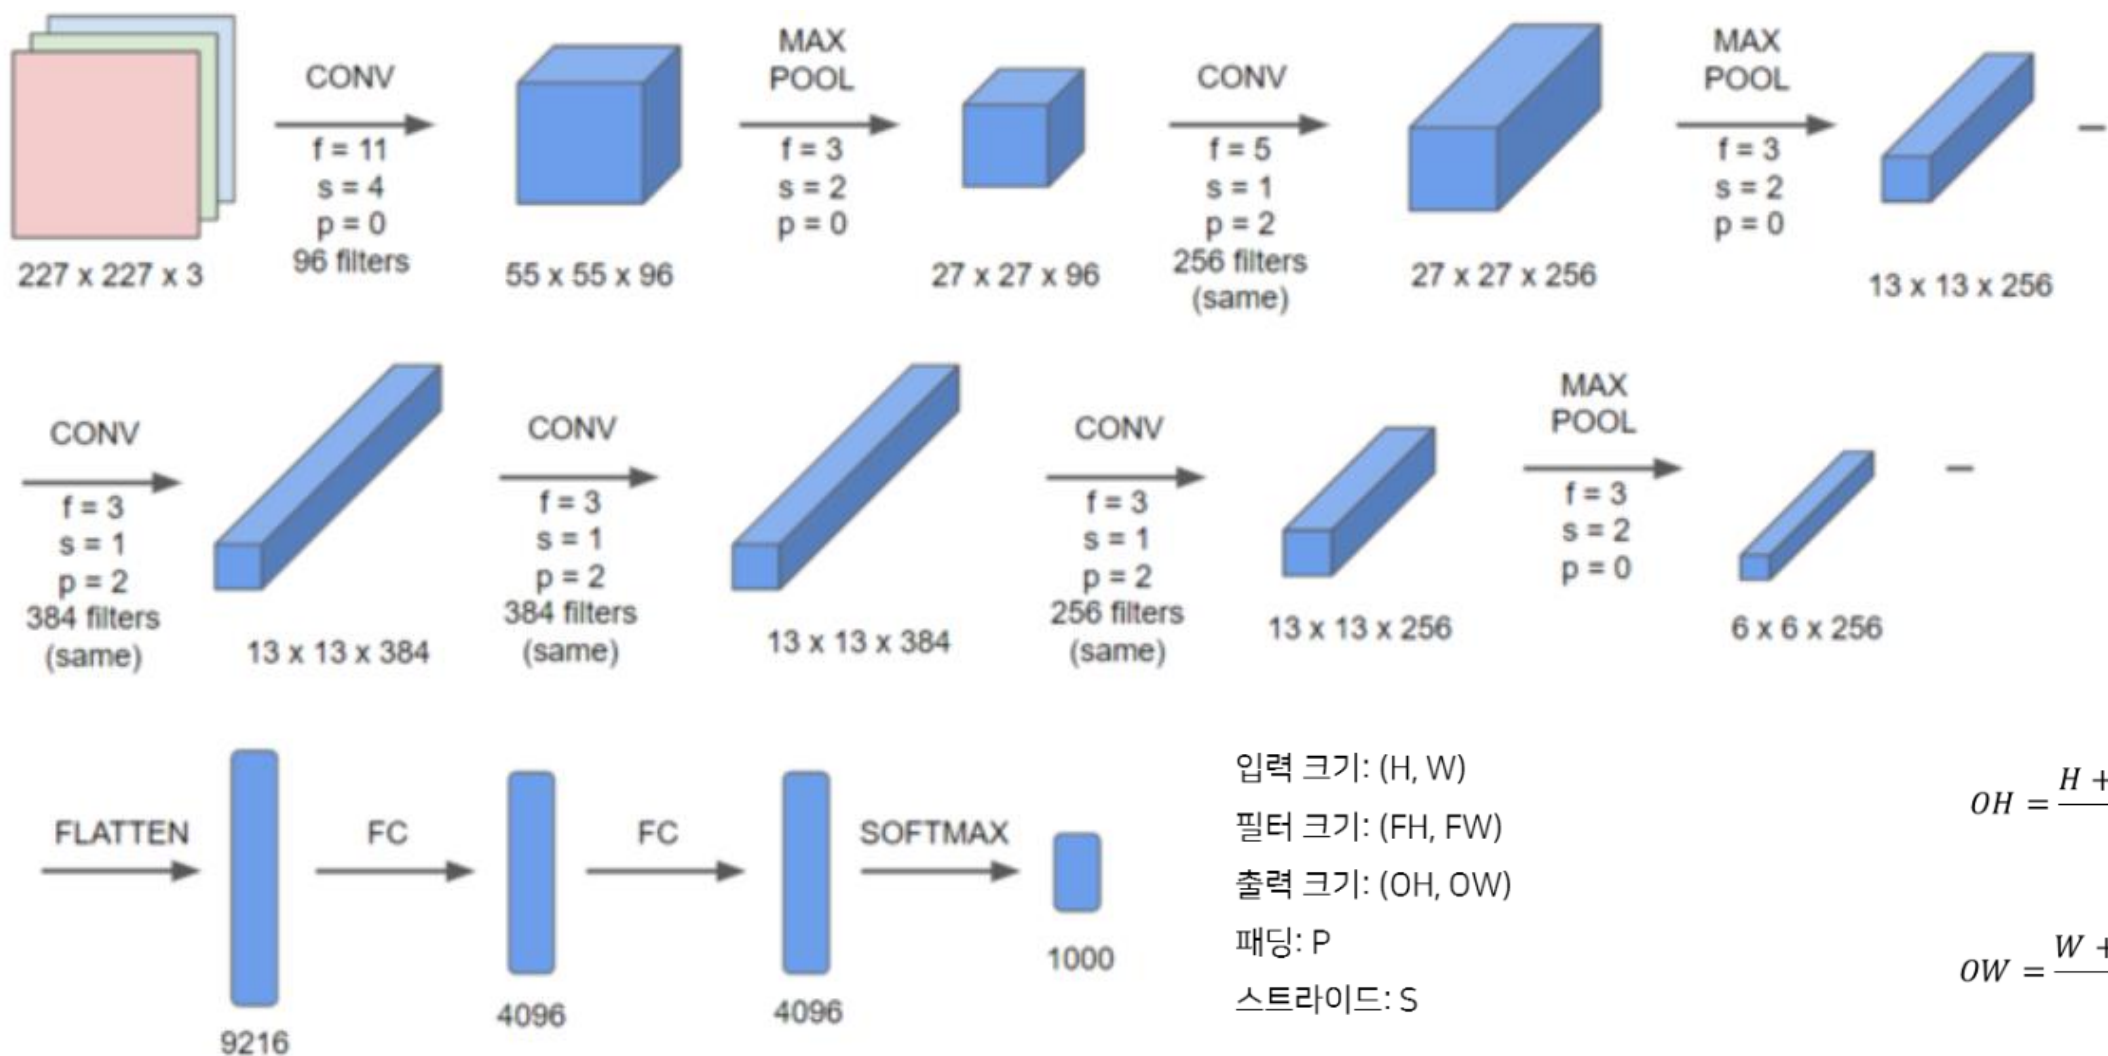 CONV
f = 11
s = 4
p = 0
96 filters
227 x 227 x 3
55 x 55 x 96
MAX
POOL
f = 3
s = 2
p = 0
27 x 27 x 96
CONV
f = 5
s = 1
p = 2
256 filters
(same)
27 x 27 x 256
MAX
POOL
f = 3
s = 2
p = 0
13 x 13 x 256
CONV
f = 3
s = 1
p = 2
384 filters
(same)
13 x 13 x 384
CONV
f = 3
s = 1
p = 2
384 filters
(same)
13 x 13 x 384
CONV
f = 3
s = 1
p = 2
256 filters
(same)
13 x 13 x 256
MAX
POOL
f = 3
s = 2
p = 0
6 x 6 x 256
FLATTEN
9216
FC
4096
FC
4096
SOFTMAX
1000
입력 크기: (H, W)
필터 크기: (FH, FW)
출력 크기: (OH, OW)
패딩: P
스트라이드: S
OH = H +
OW = W +